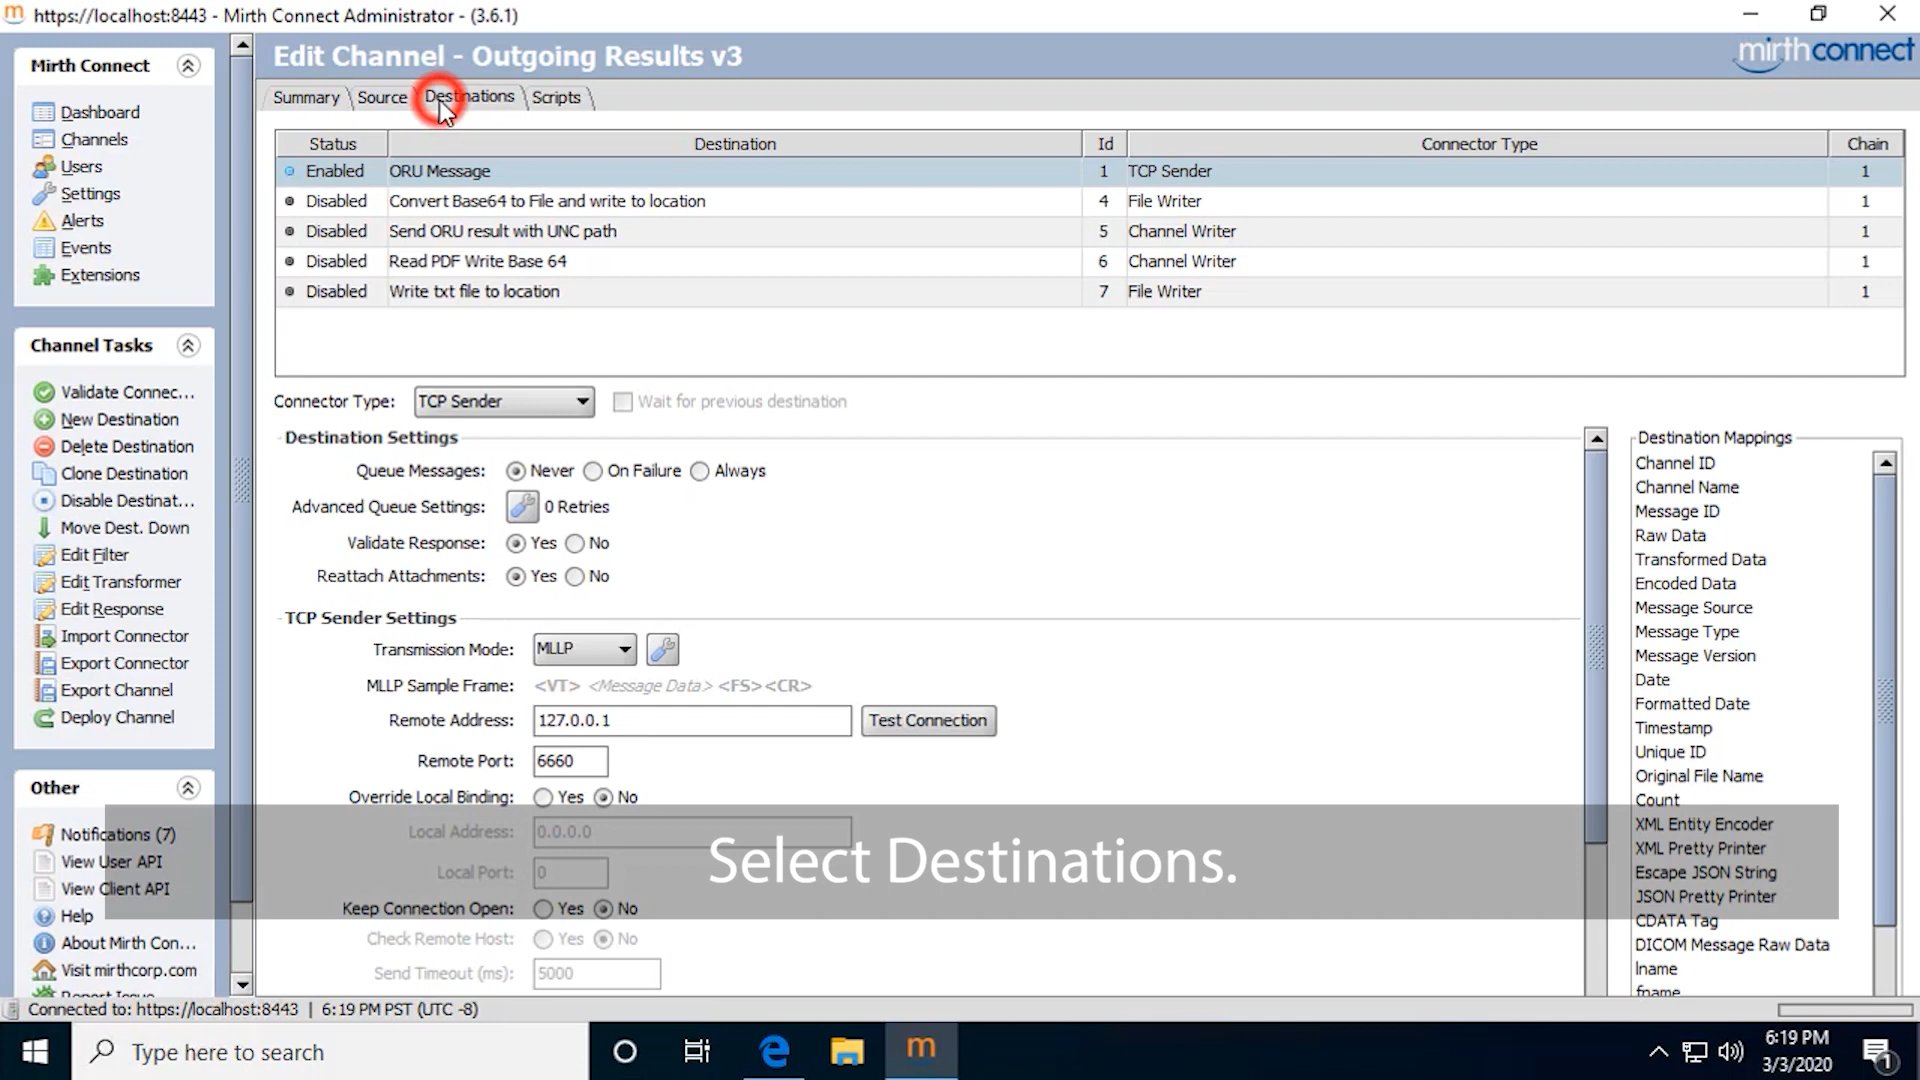 https://localhost:8443 - Mirth Connect Administrator - (3.6.1)
Mirth Connect
Dashboard
Channels
Users
Settings
Alerts
Events
Extensions
Channel Tasks
Validate Connec...
New Destination
Delete Destination
Clone Destination
Disable Destinat...
Move Dest. Down
Edit Filter
Edit Transformer
Edit Response
Import Connector
Export Connector
Export Channel
Deploy Channel
Other
Notifications (7)
View User API
View Client API
Help
About Mirth Con...
Visit mirthcorp.com
Report Issue
Edit Channel - Outgoing Results v3
mirthconnect
Summary Source Destinations Scripts
Status Destination Id Connector Type Chain
Enabled ORU Message 1 TCP Sender 1
Disabled Convert Base64 to File and write to location 4 File Writer 1
Disabled Send ORU result with UNC path 5 Channel Writer 1
Disabled Read PDF Write Base 64 6 Channel Writer 1
Disabled Write txt file to location 7 File Writer 1
Connector Type: TCP Sender Wait for previous destination
Destination Settings
Queue Messages: Never On Failure Always
Advanced Queue Settings: 0 Retries
Validate Response: Yes No
Reattach Attachments: Yes No
TCP Sender Settings
Transmission Mode: MLLP
MLLP Sample Frame: <VT> <Message Data> <FS><CR>
Remote Address: 127.0.0.1 Test Connection
Remote Port: 6660
Override Local Binding: Yes No
Local Address: 0.0.0.0
Local Port: 0
Keep Connection Open: Yes No
Check Remote Host: Yes No
Send Timeout (ms): 5000
Select Destinations.
Destination Mappings
Channel ID
Channel Name
Message ID
Raw Data
Transformed Data
Encoded Data
Message Source
Message Type
Message Version
Date
Formatted Date
Timestamp
Unique ID
Original File Name
Count
XML Entity Encoder
XML Pretty Printer
Escape JSON String
JSON Pretty Printer
CDATA Tag
DICOM Message Raw Data
lname
fname
Connected to: https://localhost:8443 | 6:19 PM PST (UTC -8)
Type here to search
m
6:19 PM
3/3/2020
1